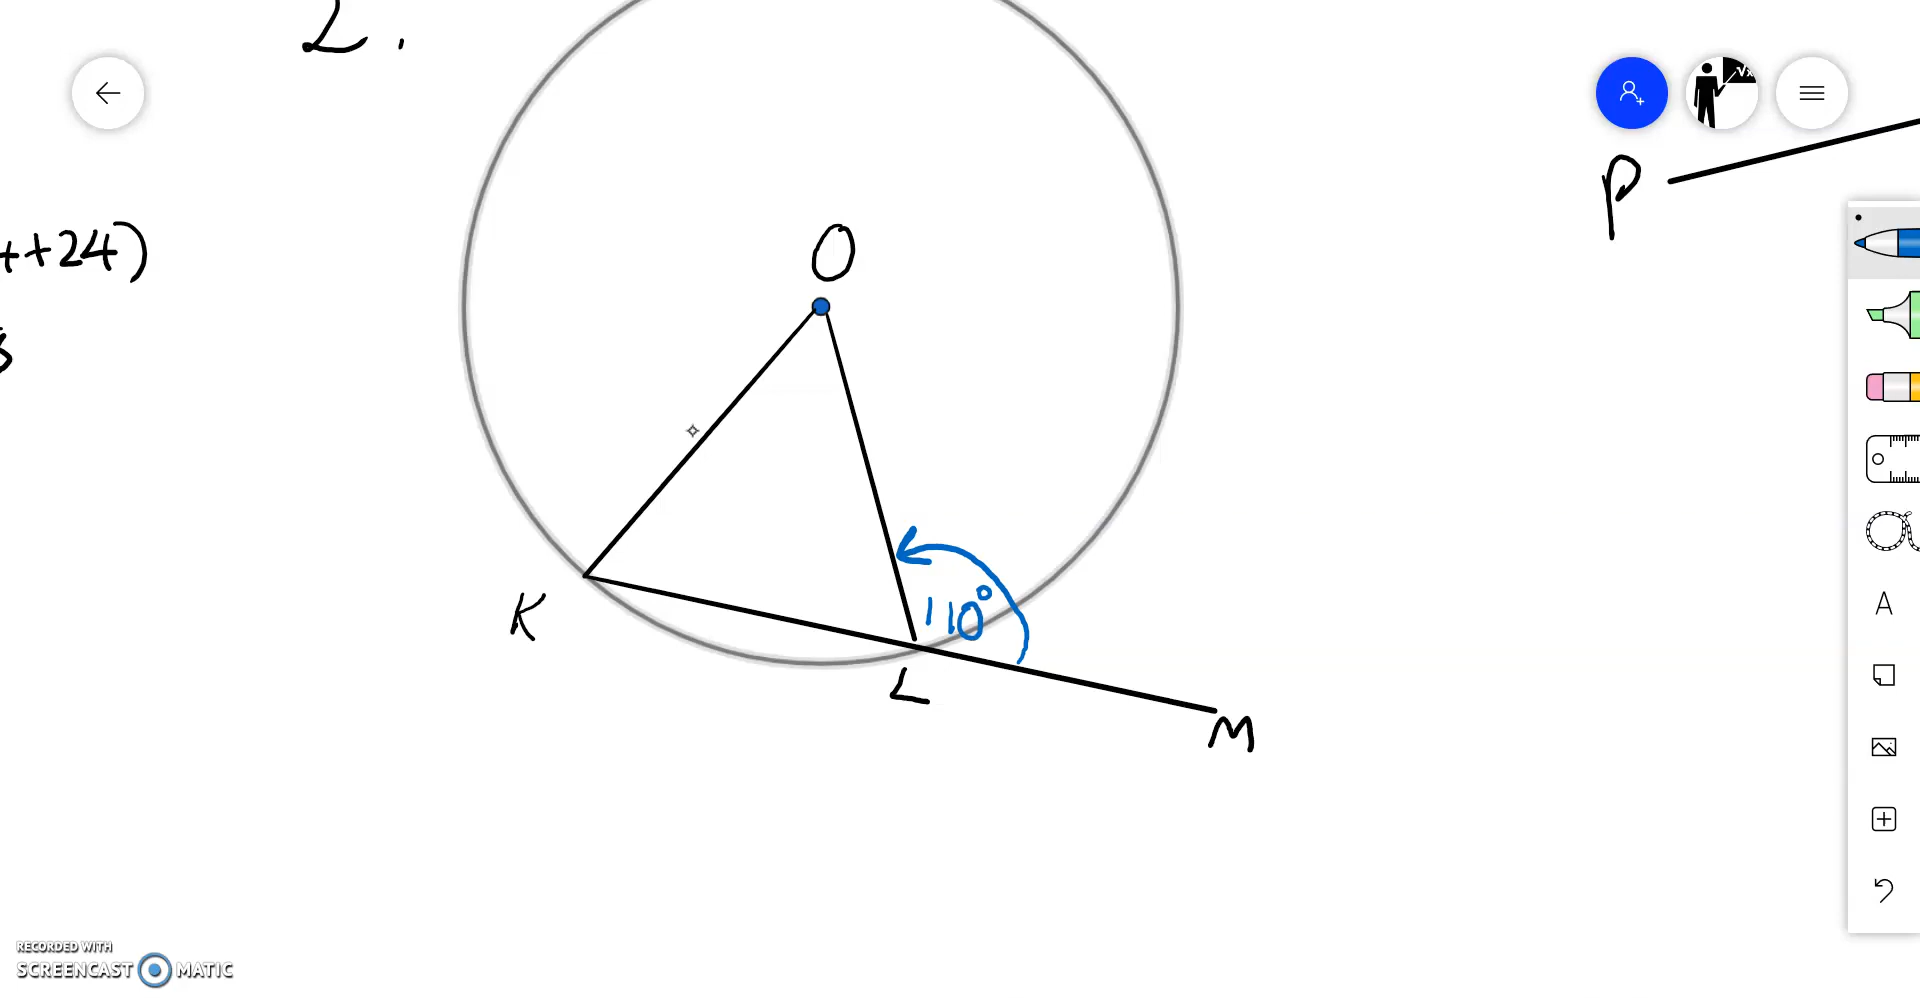 2.
P
+24)
O
110°
K
L
M
A
RECORDED WITH
SCREENCAST MATIC